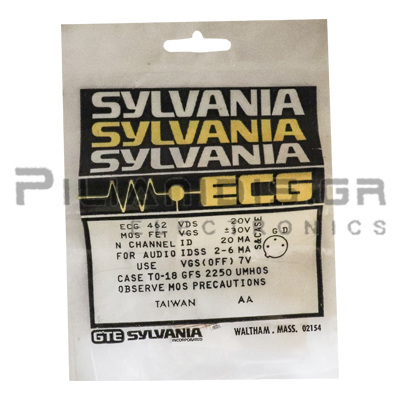 SYLVANIA
SYLVANIA
SYLVANIA
ECG
PILIMIDISGR
ELECTRONICS
ECG 462 VDS 20V
MOS FET VGS ±30V
N CHANNEL ID 20 MA
FOR AUDIO IDSS 2-6 MA
USE VGS(OFF) 7V
CASE TO-18 GFS 2250 UMHOS
OBSERVE MOS PRECAUTIONS
S&CASE
G D
TAIWAN AA
GTE SYLVANIA
INCORPORATED
WALTHAM, MASS. 02154